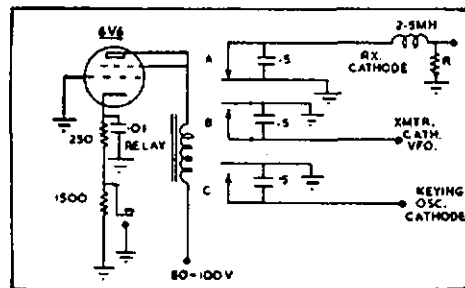 6V6
2-5MH
A
·5
RX.
CATHODE
R
·01
RELAY
250
B
·5
XMTR.
CATH.
VFO.
1500
C
·5
KEYING
OSC.
CATHODE
80-100V